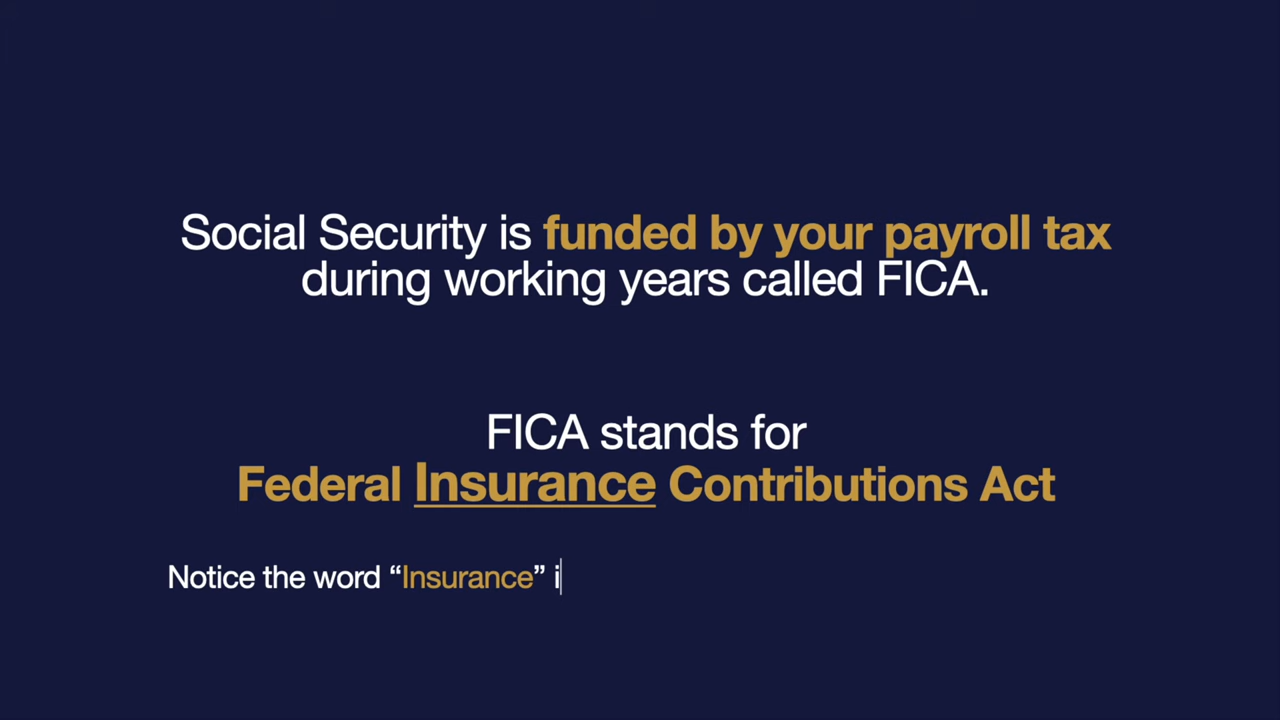 Social Security is funded by your payroll tax
during working years called FICA.
FICA stands for
Federal Insurance Contributions Act
Notice the word “Insurance” i